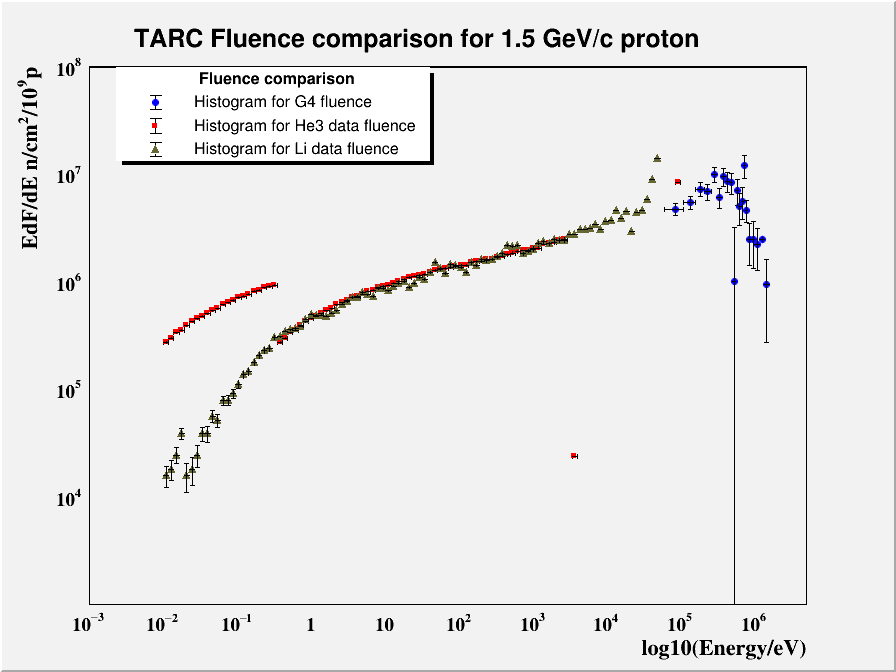 TARC Fluence comparison for 1.5 GeV/c proton
EdF/dE n/cm²/10⁹p
Fluence comparison
Histogram for G4 fluence
Histogram for He3 data fluence
Histogram for Li data fluence
10⁸
10⁷
10⁶
10⁵
10⁴
10⁻³ 10⁻² 10⁻¹ 1 10 10² 10³ 10⁴ 10⁵ 10⁶
log10(Energy/eV)